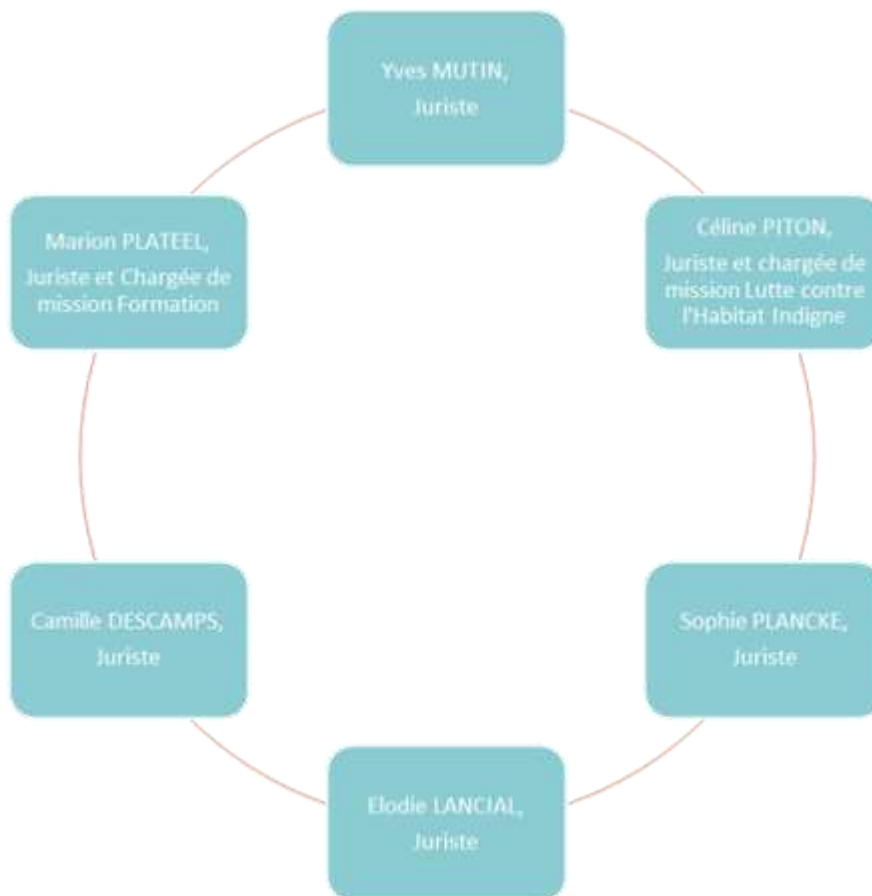 Yves MUTIN,
Juriste
Céline PITON,
Juriste et chargée de
mission Lutte contre
l'Habitat Indigne
Sophie PLANCKE,
Juriste
Elodie LANCIAL,
Juriste
Camille DESCAMPS,
Juriste
Marion PLATEEL,
Juriste et Chargée de
mission Formation